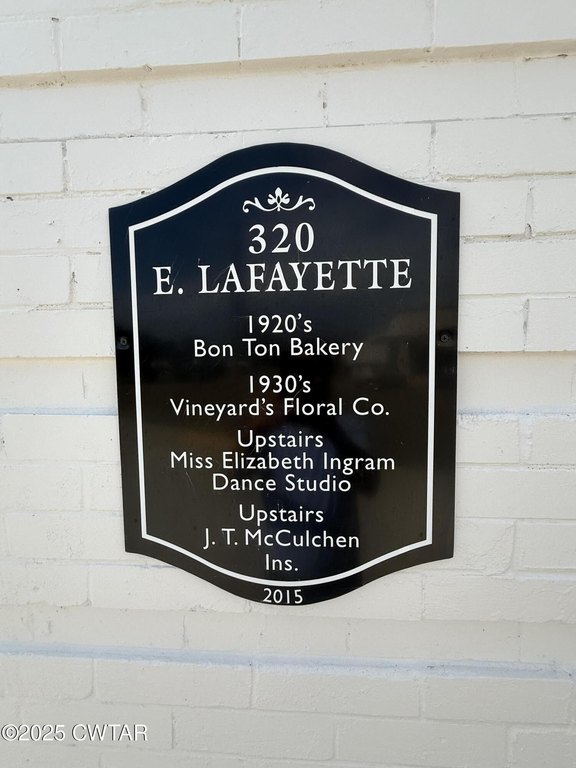 320
E. LAFAYETTE
1920's
Bon Ton Bakery
1930's
Vineyard's Floral Co.
Upstairs
Miss Elizabeth Ingram
Dance Studio
Upstairs
J. T. McCulchen
Ins.
2015
©2025 CWTAR